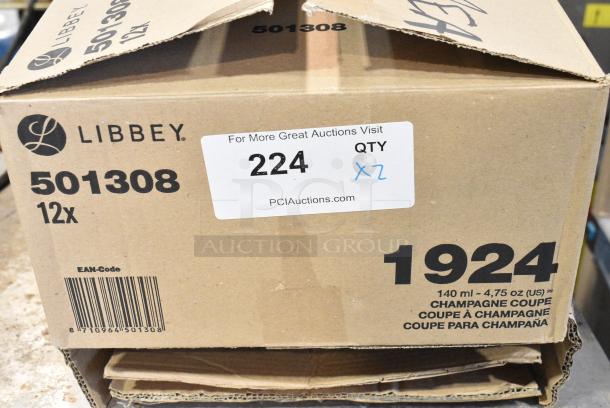 LIBBEY
501308
12x
501308
LIBBEY®
501308
12x
For More Great Auctions Visit
224
QTY
x2
PCIAuctions.com
PCI
AUCTION GROUP
EAN-Code
8 710964 501308
1924
140 ml - 4,75 oz (US)
CHAMPAGNE COUPE
COUPE À CHAMPAGNE
COUPE PARA CHAMPAÑA